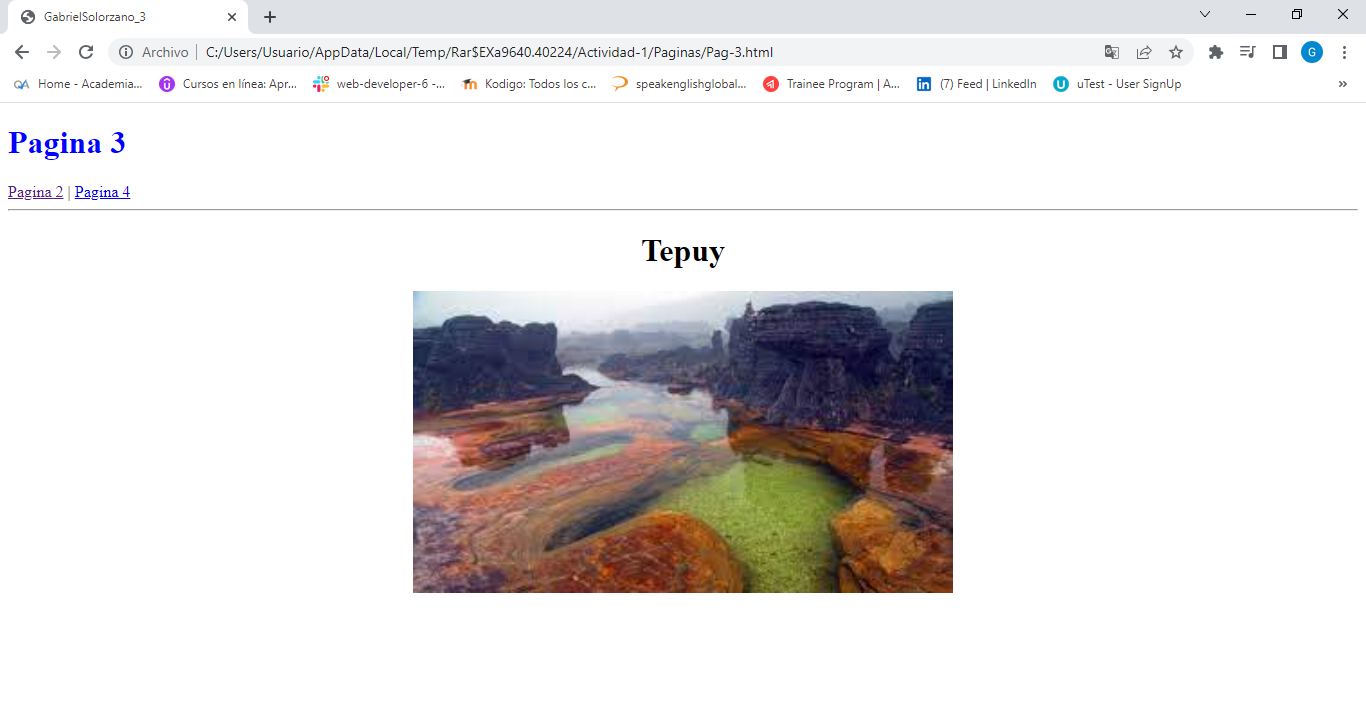 GabrielSolorzano_3
Archivo | C:/Users/Usuario/AppData/Local/Temp/Rar$EXa9640.40224/Actividad-1/Paginas/Pag-3.html G
Home - Academia... Cursos en línea: Apr... web-developer-6 -... Kodigo: Todos los c... speakenglishglobal... Trainee Program | A... (7) Feed | LinkedIn uTest - User SignUp »
Pagina 3
Pagina 2 | Pagina 4
Tepuy